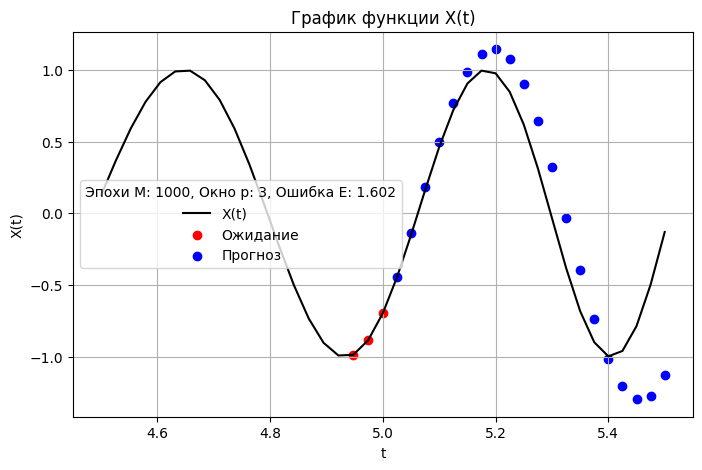 График функции X(t)
X(t)
1.0
0.5
0.0
−0.5
−1.0
Эпохи M: 1000, Окно p: 3, Ошибка E: 1.602
X(t)
Ожидание
Прогноз
4.6 4.8 5.0 5.2 5.4
t